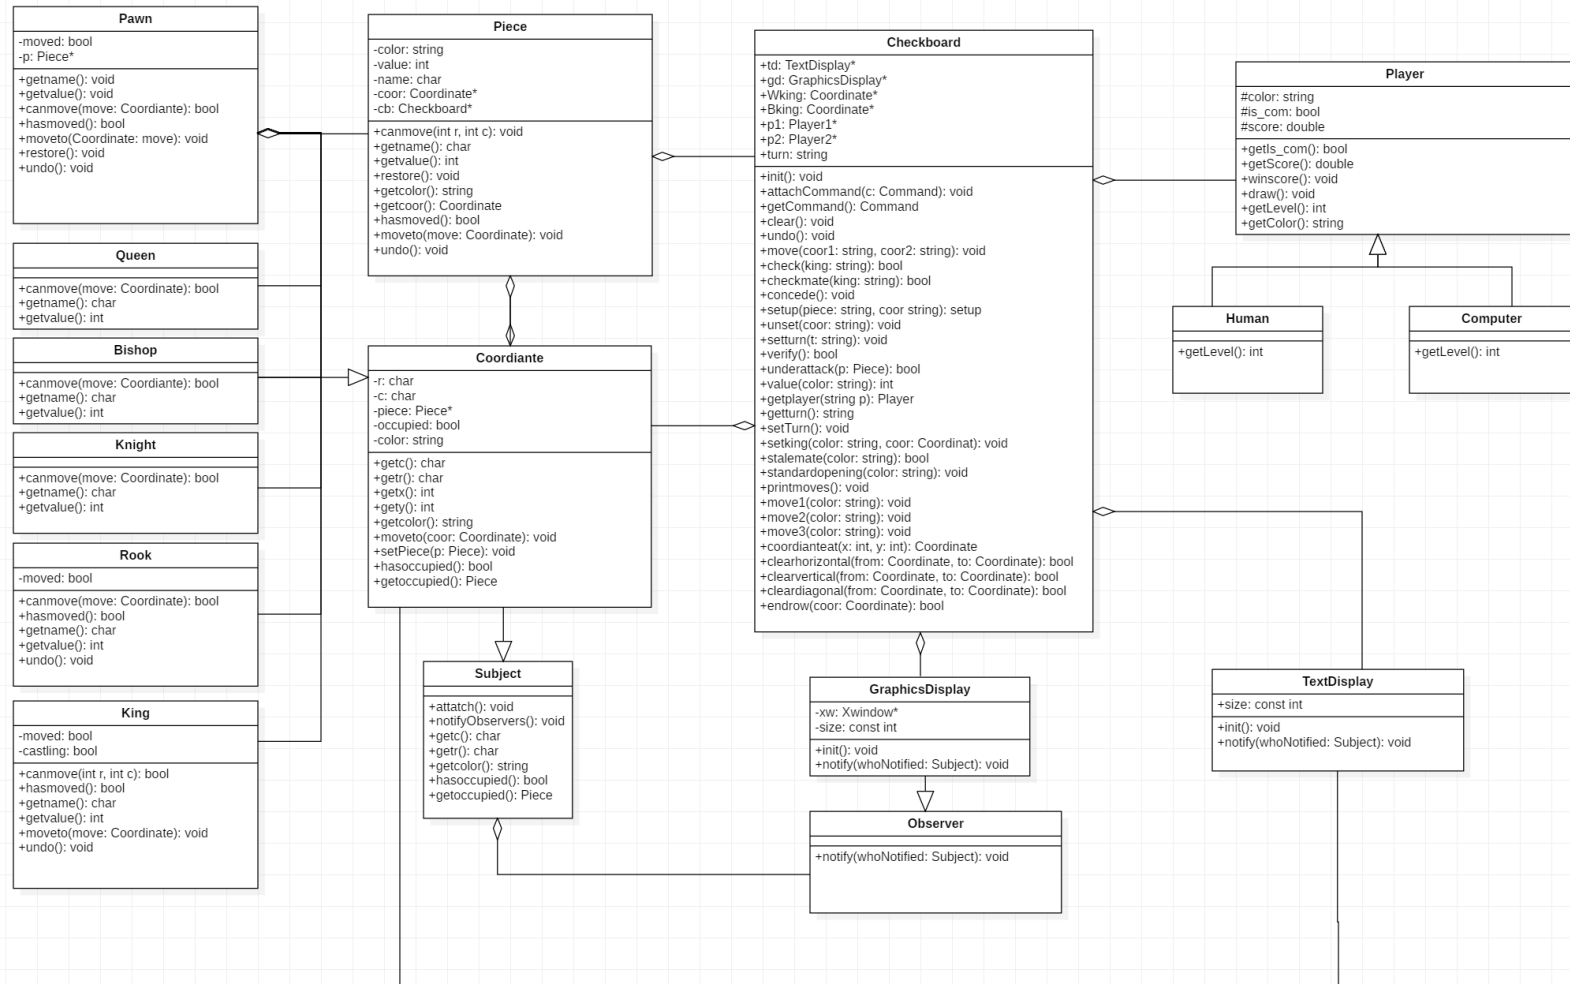 Pawn
-moved: bool
-p: Piece*
+getname(): void
+getvalue(): void
+canmove(move: Coordiante): bool
+hasmoved(): bool
+moveto(Coordinate: move): void
+restore(): void
+undo(): void
Queen
+canmove(move: Coordinate): bool
+getname(): char
+getvalue(): int
Bishop
+canmove(move: Coordiante): bool
+getname(): char
+getvalue(): int
Knight
+canmove(move: Coordinate): bool
+getname(): char
+getvalue(): int
Rook
-moved: bool
+canmove(move: Coordinate): bool
+hasmoved(): bool
+getname(): char
+getvalue(): int
+undo(): void
King
-moved: bool
-castling: bool
+canmove(int r, int c): bool
+hasmoved(): bool
+getname(): char
+getvalue(): int
+moveto(move: Coordinate): void
+undo(): void
Piece
-color: string
-value: int
-name: char
-coor: Coordinate*
-cb: Checkboard*
+canmove(int r, int c): void
+getname(): char
+getvalue(): int
+restore(): void
+getcolor(): string
+getcoor(): Coordinate
+hasmoved(): bool
+moveto(move: Coordinate): void
+undo(): void
Coordiante
-r: char
-c: char
-piece: Piece*
-occupied: bool
-color: string
+getc(): char
+getr(): char
+getx(): int
+gety(): int
+getcolor(): string
+moveto(coor: Coordinate): void
+setPiece(p: Piece): void
+hasoccupied(): bool
+getoccupied(): Piece
Subject
+attatch(): void
+notifyObservers(): void
+getc(): char
+getr(): char
+getcolor(): string
+hasoccupied(): bool
+getoccupied(): Piece
Checkboard
+td: TextDisplay*
+gd: GraphicsDisplay*
+Wking: Coordinate*
+Bking: Coordinate*
+p1: Player1*
+p2: Player2*
+turn: string
+init(): void
+attachCommand(c: Command): void
+getCommand(): Command
+clear(): void
+undo(): void
+move(coor1: string, coor2: string): void
+check(king: string): bool
+checkmate(king: string): bool
+concede(): void
+setup(piece: string, coor string): setup
+unset(coor: string): void
+setturn(t: string): void
+verify(): bool
+underattack(p: Piece): bool
+value(color: string): int
+getplayer(string p): Player
+getturn(): string
+setTurn(): void
+setking(color: string, coor: Coordinat): void
+stalemate(color: string): bool
+standardopening(color: string): void
+printmoves(): void
+move1(color: string): void
+move2(color: string): void
+move3(color: string): void
+coordianteat(x: int, y: int): Coordinate
+clearhorizontal(from: Coordinate, to: Coordinate): bool
+clearvertical(from: Coordinate, to: Coordinate): bool
+cleardiagonal(from: Coordinate, to: Coordinate): bool
+endrow(coor: Coordinate): bool
GraphicsDisplay
-xw: Xwindow*
-size: const int
+init(): void
+notify(whoNotified: Subject): void
Observer
+notify(whoNotified: Subject): void
Player
#color: string
#is_com: bool
#score: double
+getIs_com(): bool
+getScore(): double
+winscore(): void
+draw(): void
+getLevel(): int
+getColor(): string
Human
+getLevel(): int
Computer
+getLevel(): int
TextDisplay
+size: const int
+init(): void
+notify(whoNotified: Subject): void